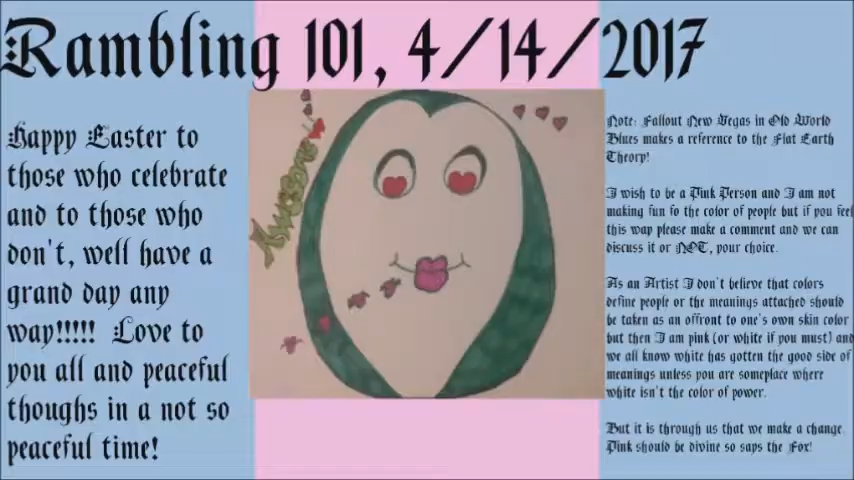 Rambling 101, 4/14/2017
Happy Easter to
those who celebrate
and to those who
don't, well have a
grand day any
way!!!!! Love to
you all and peaceful
thoughs in a not so
peaceful time!
Awesome
Note: Fallout New Vegas in Old World
Blues makes a reference to the Flat Earth
Theory!
I wish to be a Pink Person and I am not
making fun fo the color of people but if you feel
this way please make a comment and we can
discuss it or NOT, your choice.
As an Artist I don't believe that colors
define people or the meanings attached should
be taken as an offront to one's own skin color
but then I am pink (or white if you must) and
we all know white has gotten the good side of
meanings unless you are someplace where
white isn't the color of power.
But it is through us that we make a change.
Pink should be divine so says the Fox!